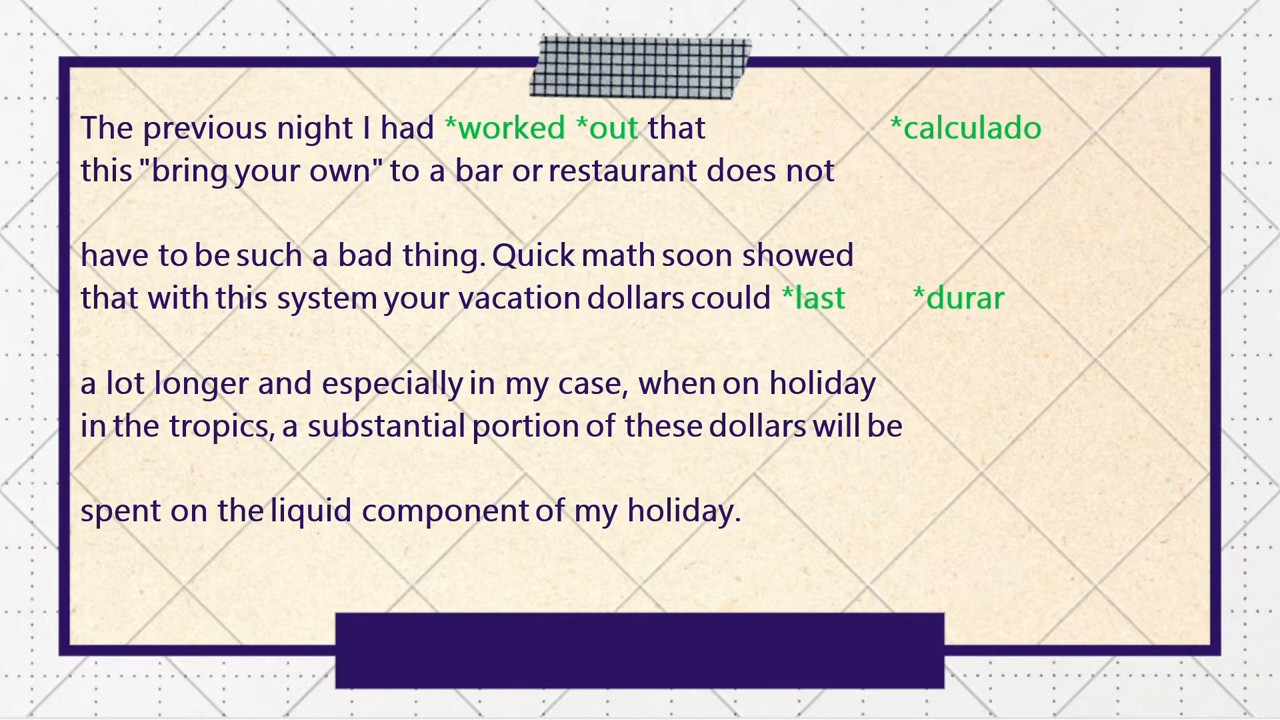 The previous night I had *worked *out that *calculado
this "bring your own" to a bar or restaurant does not
have to be such a bad thing. Quick math soon showed
that with this system your vacation dollars could *last *durar
a lot longer and especially in my case, when on holiday
in the tropics, a substantial portion of these dollars will be
spent on the liquid component of my holiday.